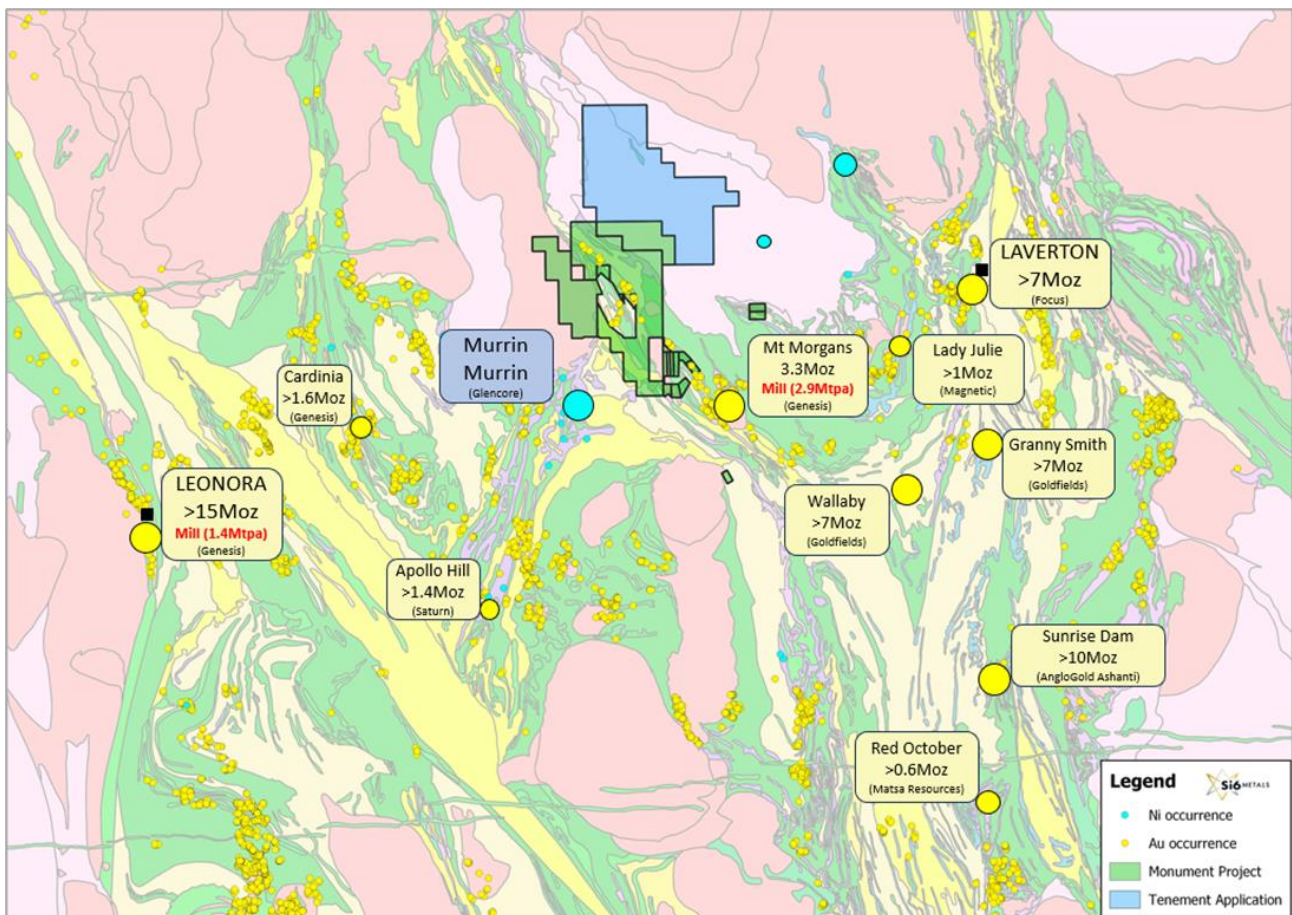 LAVERTON
>7Moz
(Focus)
Murrin
Murrin
(Glencore)
Mt Morgans
3.3Moz
Mill (2.9Mtpa)
(Genesis)
Lady Julie
>1Moz
(Magnetic)
Cardinia
>1.6Moz
(Genesis)
Granny Smith
>7Moz
(Goldfields)
LEONORA
>15Moz
Mill (1.4Mtpa)
(Genesis)
Wallaby
>7Moz
(Goldfields)
Apollo Hill
>1.4Moz
(Saturn)
Sunrise Dam
>10Moz
(AngloGold Ashanti)
Red October
>0.6Moz
(Matsa Resources)
Legend
Si6 METALS
Ni occurrence
Au occurrence
Monument Project
Tenement Application